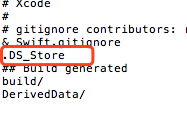 # Xcode
#
# gitignore contributors:
& Swift.gitignore
.DS_Store
## Build generated
build/
DerivedData/